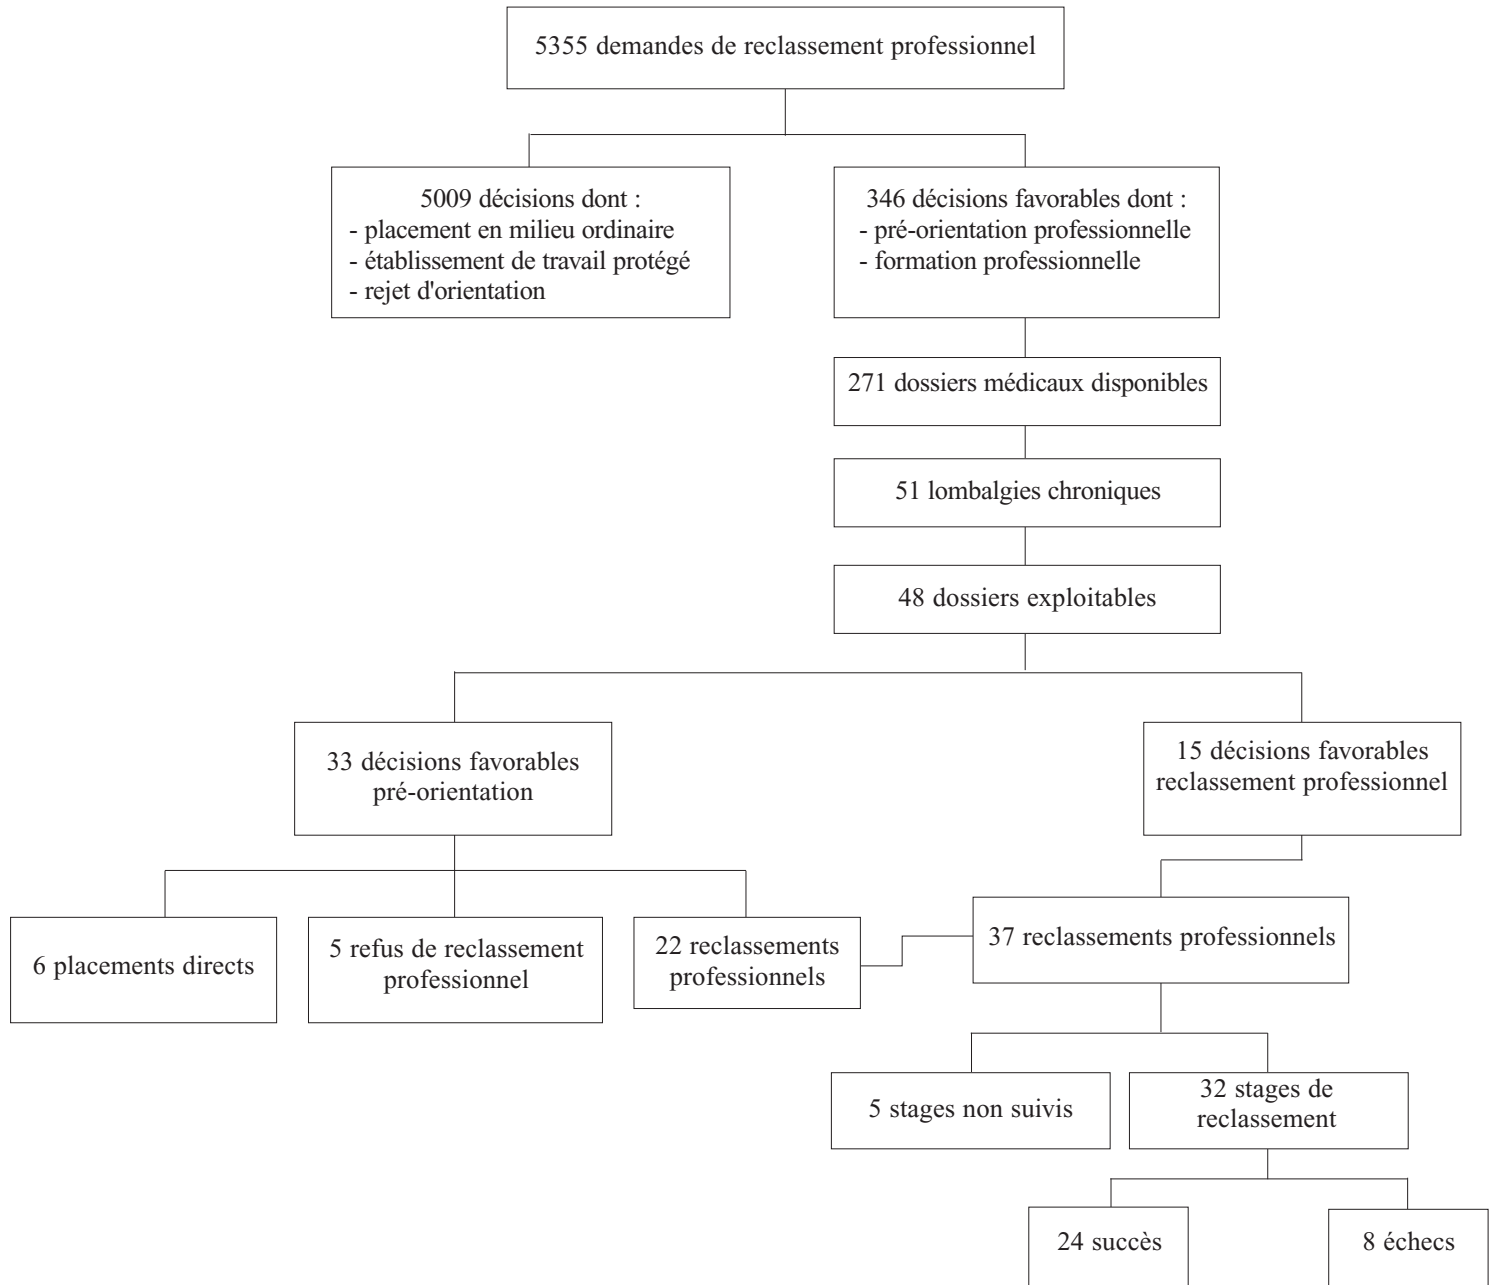 5355 demandes de reclassement professionnel
5009 décisions dont :
- placement en milieu ordinaire
- établissement de travail protégé
- rejet d'orientation
346 décisions favorables dont :
- pré-orientation professionnelle
- formation professionnelle
271 dossiers médicaux disponibles
51 lombalgies chroniques
48 dossiers exploitables
33 décisions favorables
pré-orientation
15 décisions favorables
reclassement professionnel
6 placements directs
5 refus de reclassement
professionnel
22 reclassements
professionnels
37 reclassements professionnels
5 stages non suivis
32 stages de
reclassement
24 succès
8 échecs